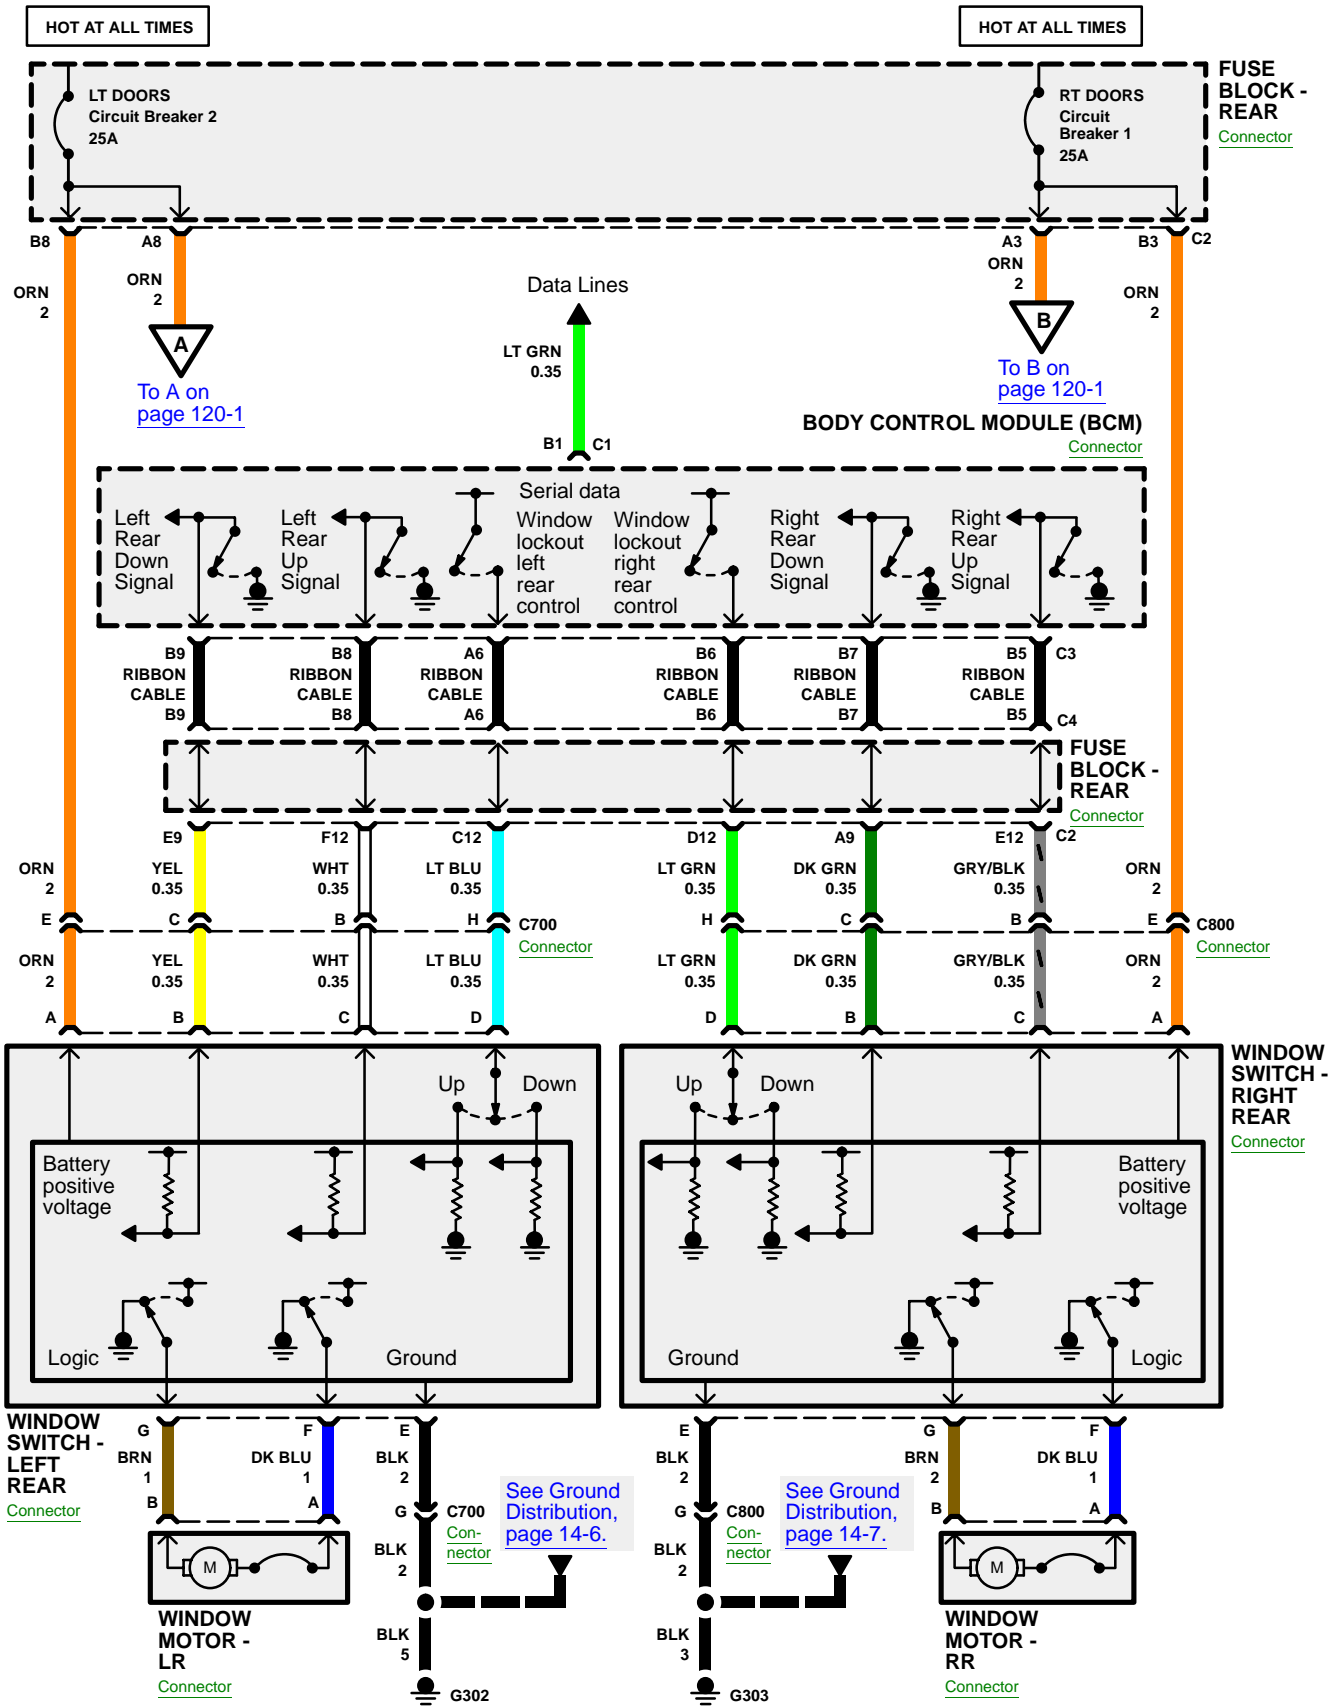 HOT AT ALL TIMES
HOT AT ALL TIMES
LT DOORS
Circuit Breaker 2
25A
RT DOORS
Circuit
Breaker 1
25A
FUSE
BLOCK -
REAR
Connector
B8
A8
A3
B3
C2
ORN
2
ORN
2
ORN
2
ORN
2
A
To A on
page 120-1
Data Lines
LT GRN
0.35
B
To B on
page 120-1
BODY CONTROL MODULE (BCM)
Connector
B1
C1
Serial data
Left
Rear
Down
Signal
Left
Rear
Up
Signal
Window
lockout
left
rear
control
Window
lockout
right
rear
control
Right
Rear
Down
Signal
Right
Rear
Up
Signal
B9
RIBBON
CABLE
B9
B8
RIBBON
CABLE
B8
A6
RIBBON
CABLE
A6
B6
RIBBON
CABLE
B6
B7
RIBBON
CABLE
B7
B5
RIBBON
CABLE
B5
C3
C4
FUSE
BLOCK -
REAR
Connector
E9
F12
C12
D12
A9
E12
C2
ORN
2
YEL
0.35
WHT
0.35
LT BLU
0.35
LT GRN
0.35
DK GRN
0.35
GRY/BLK
0.35
ORN
2
E
C
B
H
C700
Connector
H
C
B
E
C800
Connector
ORN
2
YEL
0.35
WHT
0.35
LT BLU
0.35
LT GRN
0.35
DK GRN
0.35
GRY/BLK
0.35
ORN
2
A
B
C
D
D
B
C
A
WINDOW
SWITCH -
RIGHT
REAR
Connector
Up
Down
Up
Down
Battery
positive
voltage
Battery
positive
voltage
Logic
Ground
Ground
Logic
WINDOW
SWITCH -
LEFT
REAR
Connector
G
F
E
E
G
F
BRN
1
DK BLU
1
BLK
2
BLK
2
BRN
2
DK BLU
1
B
A
G
C700
Con-
nector
See Ground
Distribution,
page 14-6.
G
C800
Con-
nector
See Ground
Distribution,
page 14-7.
B
A
BLK
2
BLK
2
M
M
WINDOW
MOTOR -
LR
Connector
BLK
5
G302
BLK
3
G303
WINDOW
MOTOR -
RR
Connector